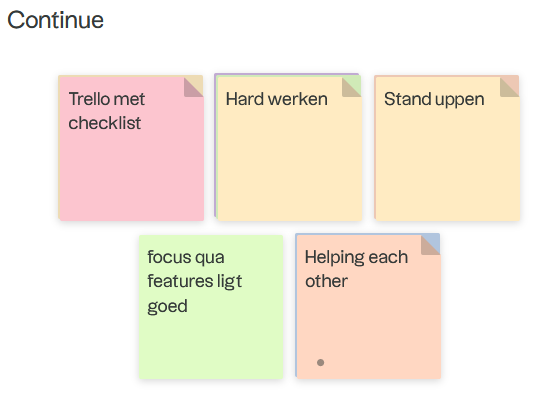 Continue
Trello met
checklist
Hard werken
Stand uppen
focus qua
features ligt
goed
Helping each
other